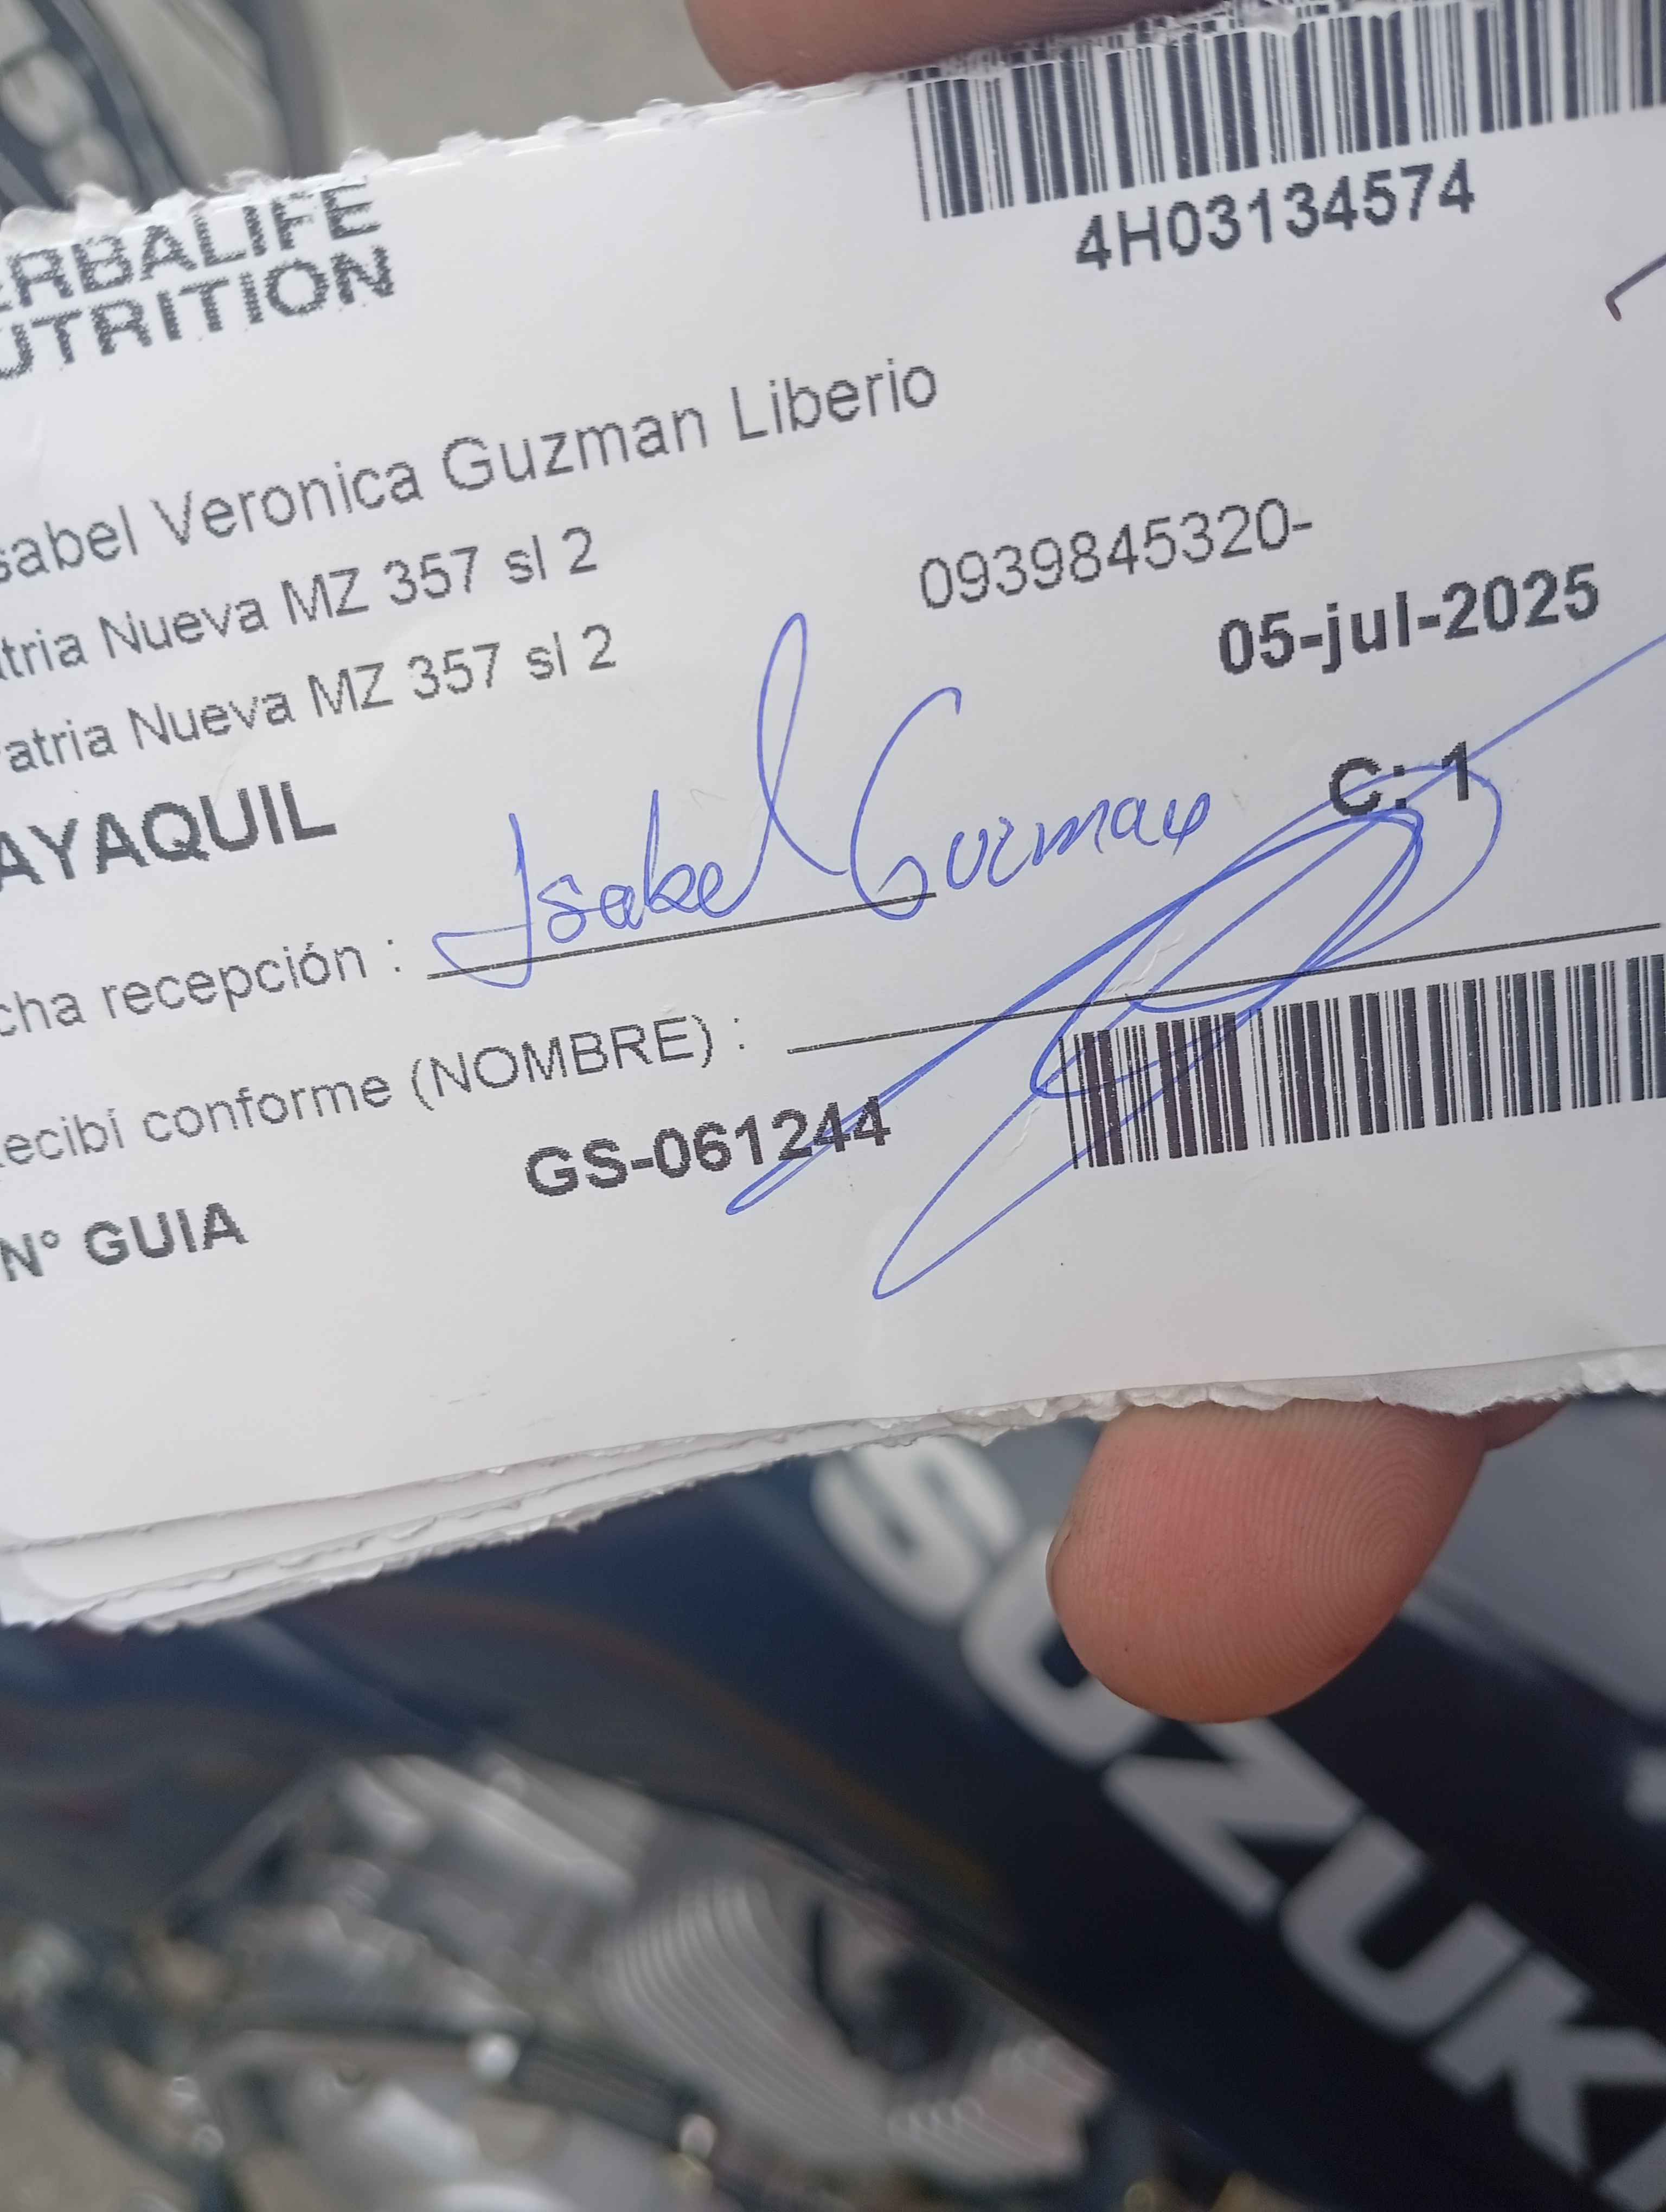 4H03134574
ERBALIFE
UTRITION
sabel Veronica Guzman Liberio
atria Nueva MZ 357 sl 2
0939845320-
atria Nueva MZ 357 sl 2
05-jul-2025
AYAQUIL
C: 1
cha recepción : Isabel Guzman
ecibí conforme (NOMBRE) :
N° GUIA GS-061244
SUZUKI